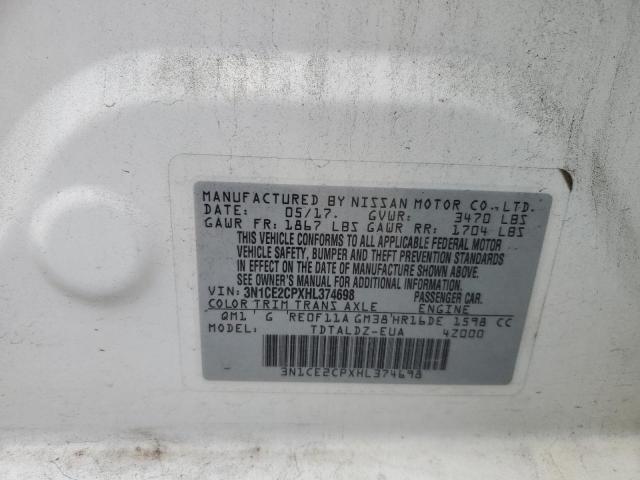 MANUFACTURED BY NISSAN MOTOR CO.,LTD.
DATE: 05/17. GVWR: 3470 LBS
GAWR FR: 1867 LBS GAWR RR: 1704 LBS
THIS VEHICLE CONFORMS TO ALL APPLICABLE FEDERAL MOTOR
VEHICLE SAFETY, BUMPER, AND THEFT PREVENTION STANDARDS
IN EFFECT ON THE DATE OF MANUFACTURE SHOWN ABOVE.
SEE OWNER'S MANUAL FOR ADDITIONAL INFORMATION.
VIN: 3N1CE2CPXHL374698 PASSENGER CAR.
COLOR TRIM TRANS AXLE ENGINE
QM1 G RE0F11A GM38 HR16DE 1598 CC
MODEL: TDTALDZ-EUA 4Z000
3N1CE2CPXHL374698